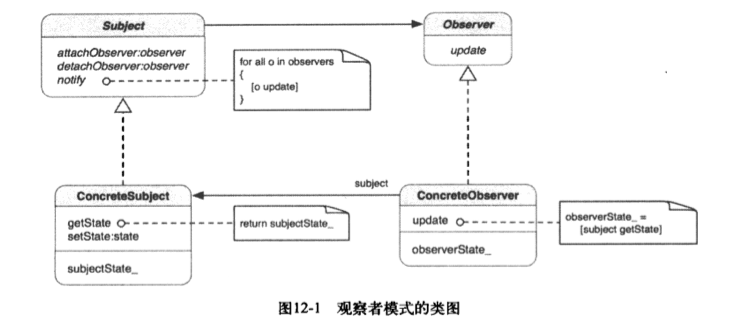 Subject
attachObserver:observer
detachObserver:observer
notify
for all o in observers
{
[o update]
}
Observer
update
ConcreteSubject
getState
setState:state
subjectState_
return subjectState_
subject
ConcreteObserver
update
observerState_
observerState_ =
[subject getState]
图12-1 观察者模式的类图